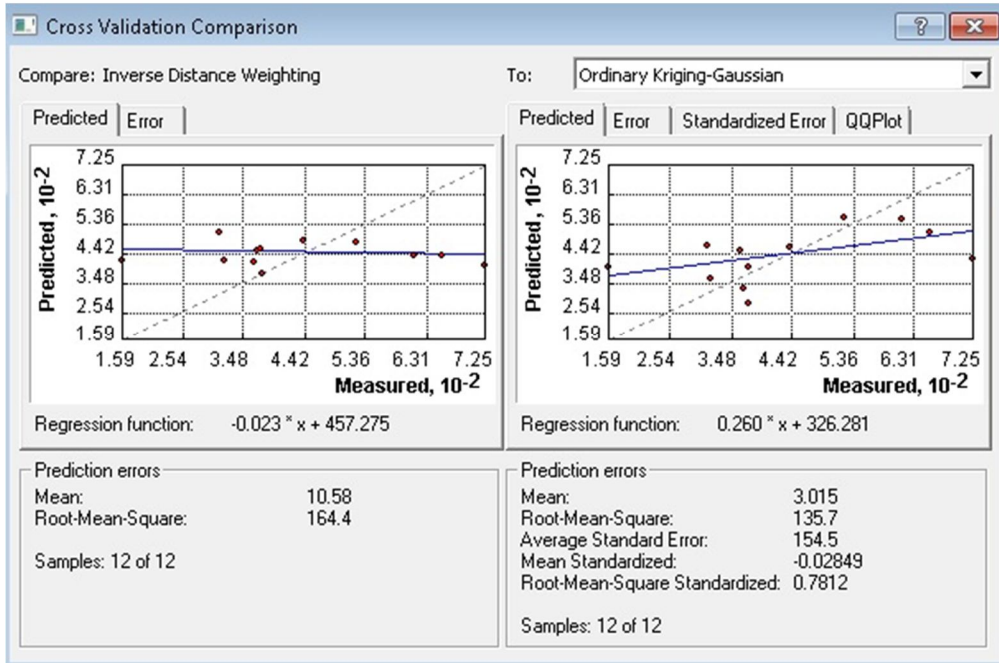 Cross Validation Comparison
Compare: Inverse Distance Weighting
To: Ordinary Kriging-Gaussian
Predicted Error
Predicted, 10-2
7.25
6.31
5.36
4.42
3.48
2.54
1.59
1.59 2.54 3.48 4.42 5.36 6.31 7.25
Measured, 10-2
Regression function: -0.023 * x + 457.275
Prediction errors
Mean: 10.58
Root-Mean-Square: 164.4
Samples: 12 of 12
Predicted Error Standardized Error QQPlot
Predicted, 10-2
7.25
6.31
5.36
4.42
3.48
2.54
1.59
1.59 2.54 3.48 4.42 5.36 6.31 7.25
Measured, 10-2
Regression function: 0.260 * x + 326.281
Prediction errors
Mean: 3.015
Root-Mean-Square: 135.7
Average Standard Error: 154.5
Mean Standardized: -0.02849
Root-Mean-Square Standardized: 0.7812
Samples: 12 of 12